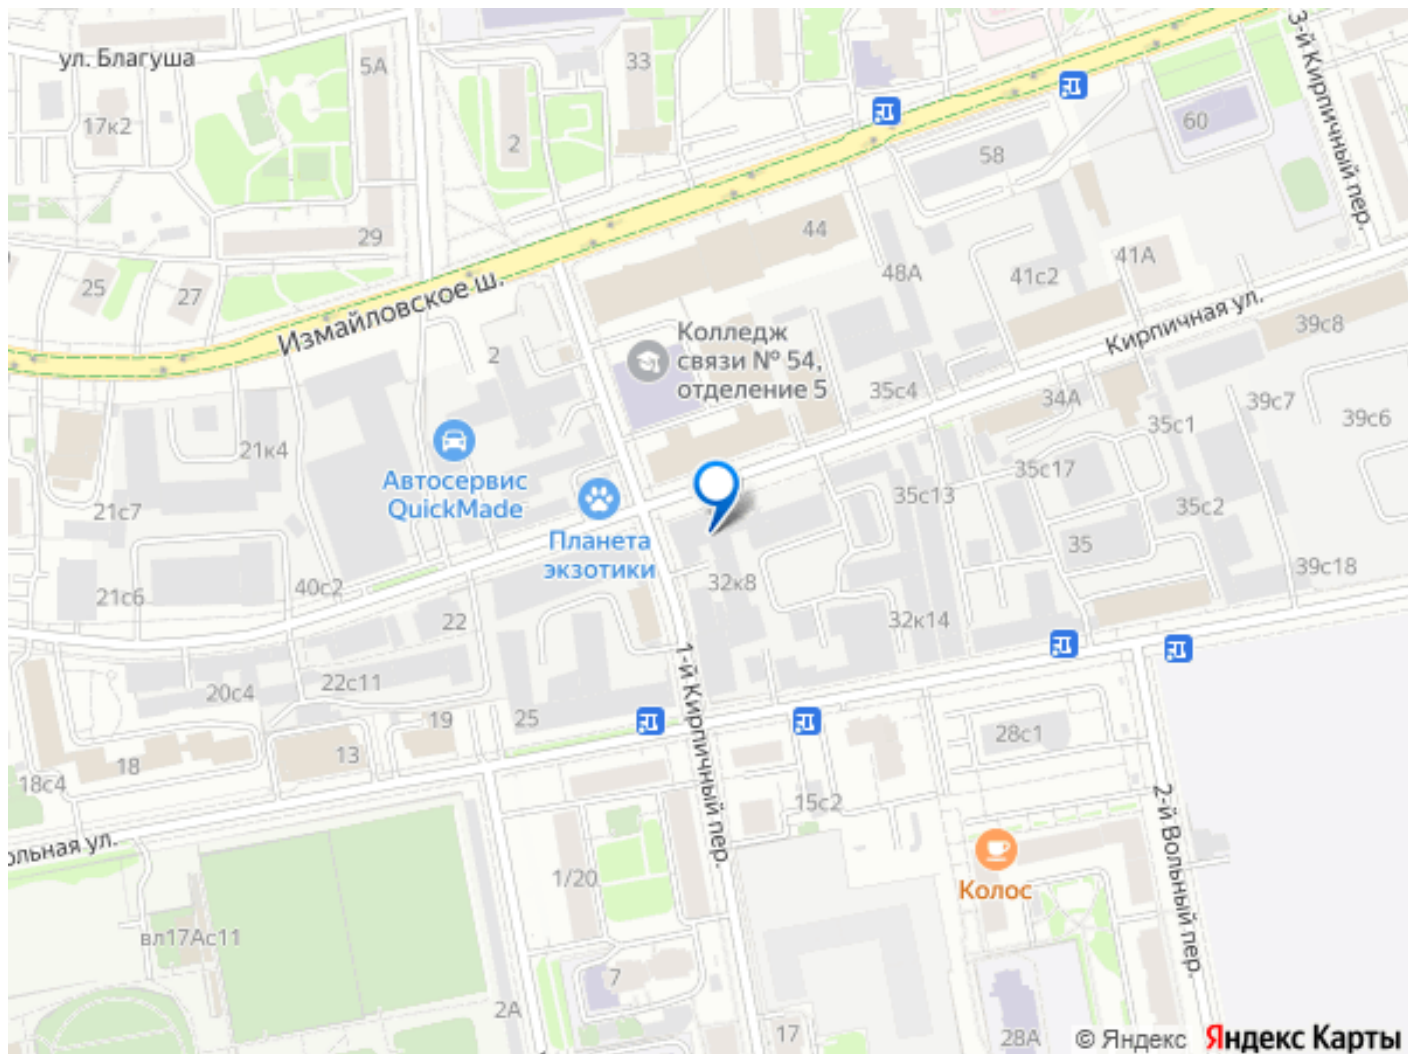 ул. Благуша
5А
33
3-й Кирпичный пер.
17к2
2
60
58
29
44
25
27
48А
41с2
41А
Измайловское ш.
Кирпичная ул.
39с8
2
Колледж
связи № 54,
отделение 5
35с4
34А
39с7
39с6
35с1
21к4
Автосервис
QuickMade
35с17
35с13
35с2
21с7
Планета
экзотики
35
39с18
32к8
40с2
21с6
22
32к14
1-й Кирпичный пер.
22с11
20с4
25
19
28с1
13
18
18с4
15с2
2-й Вольный пер.
ольная ул.
Колос
1/20
вл17Ас11
7
2А
17
28А
© Яндекс
Яндекс Карты